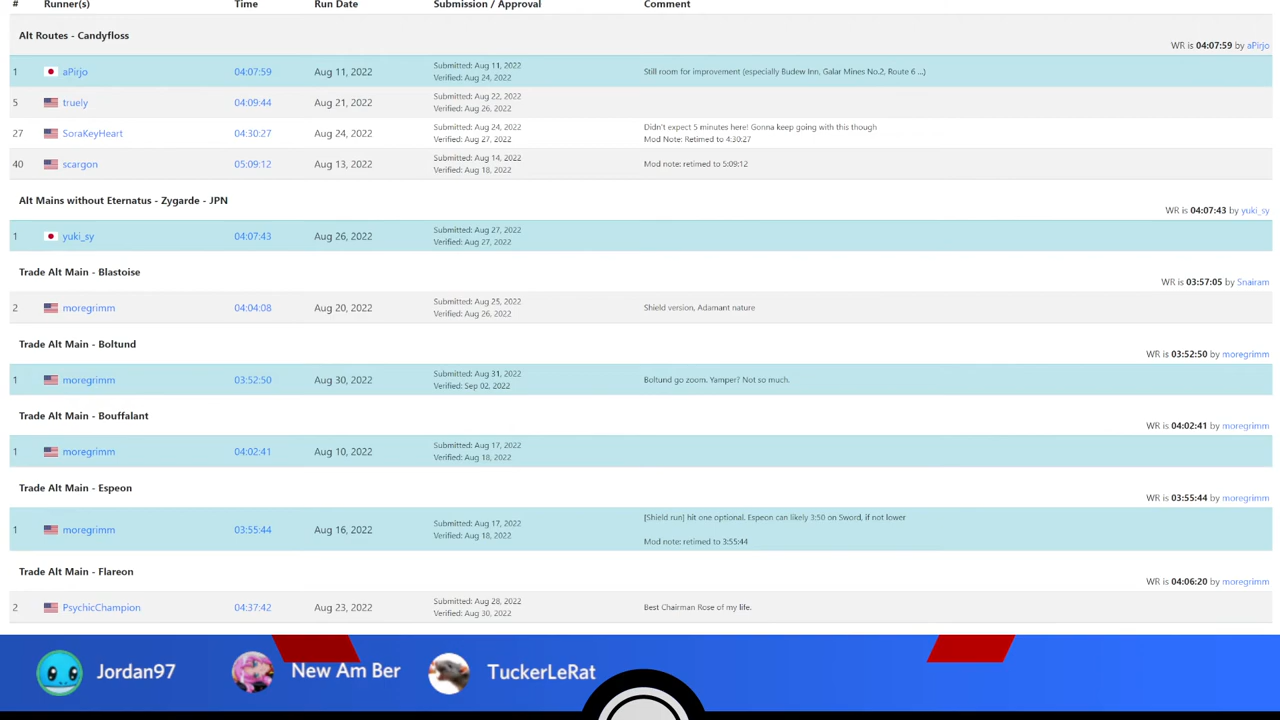 # Runner(s) Time Run Date Submission / Approval Comment
Alt Routes - Candyfloss
WR is 04:07:59 by aPirjo
1 aPirjo 04:07:59 Aug 11, 2022 Submitted: Aug 11, 2022 Still room for improvement (especially Budew Inn, Galar Mines No.2, Route 6 ...)
Verified: Aug 24, 2022
5 truely 04:09:44 Aug 21, 2022 Submitted: Aug 22, 2022
Verified: Aug 26, 2022
27 SoraKeyHeart 04:30:27 Aug 24, 2022 Submitted: Aug 24, 2022 Didn't expect 5 minutes here! Gonna keep going with this though
Verified: Aug 27, 2022 Mod Note: Retimed to 4:30:27
40 scargon 05:09:12 Aug 13, 2022 Submitted: Aug 14, 2022 Mod note: retimed to 5:09:12
Verified: Aug 18, 2022
Alt Mains without Eternatus - Zygarde - JPN
WR is 04:07:43 by yuki_sy
1 yuki_sy 04:07:43 Aug 26, 2022 Submitted: Aug 27, 2022
Verified: Aug 27, 2022
Trade Alt Main - Blastoise
WR is 03:57:05 by Snairam
2 moregrimm 04:04:08 Aug 20, 2022 Submitted: Aug 25, 2022 Shield version, Adamant nature
Verified: Aug 26, 2022
Trade Alt Main - Boltund
WR is 03:52:50 by moregrimm
1 moregrimm 03:52:50 Aug 30, 2022 Submitted: Aug 31, 2022 Boltund go zoom. Yamper? Not so much.
Verified: Sep 02, 2022
Trade Alt Main - Bouffalant
WR is 04:02:41 by moregrimm
1 moregrimm 04:02:41 Aug 10, 2022 Submitted: Aug 17, 2022
Verified: Aug 18, 2022
Trade Alt Main - Espeon
WR is 03:55:44 by moregrimm
1 moregrimm 03:55:44 Aug 16, 2022 Submitted: Aug 17, 2022 [Shield run] hit one optional. Espeon can likely 3:50 on Sword, if not lower
Verified: Aug 18, 2022 Mod note: retimed to 3:55:44
Trade Alt Main - Flareon
WR is 04:06:20 by moregrimm
2 PsychicChampion 04:37:42 Aug 23, 2022 Submitted: Aug 28, 2022 Best Chairman Rose of my life.
Verified: Aug 30, 2022
Jordan97 New Am Ber TuckerLeRat